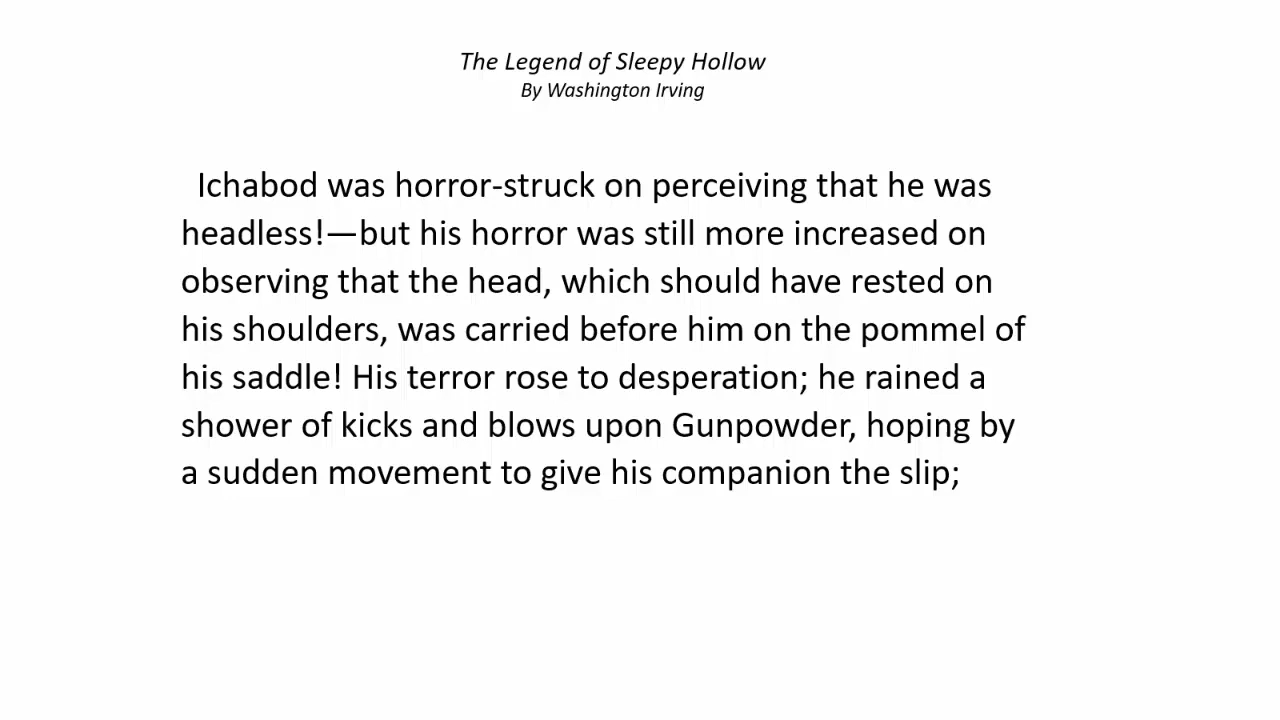 The Legend of Sleepy Hollow
By Washington Irving
Ichabod was horror-struck on perceiving that he was
headless!—but his horror was still more increased on
observing that the head, which should have rested on
his shoulders, was carried before him on the pommel of
his saddle! His terror rose to desperation; he rained a
shower of kicks and blows upon Gunpowder, hoping by
a sudden movement to give his companion the slip;